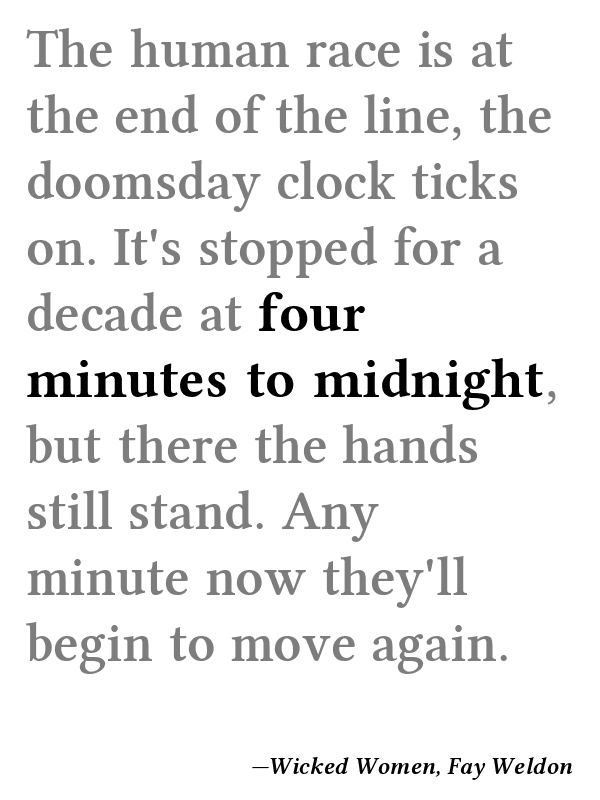 The human race is at
the end of the line, the
doomsday clock ticks
on. It's stopped for a
decade at four
minutes to midnight,
but there the hands
still stand. Any
minute now they'll
begin to move again.
—Wicked Women, Fay Weldon